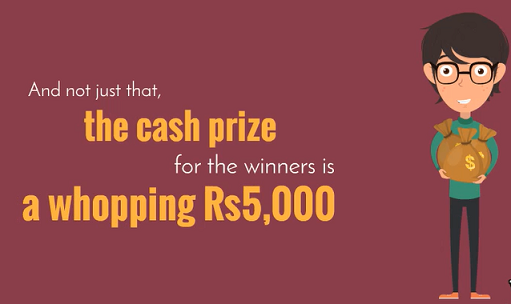 And not just that,
the cash prize
for the winners is
a whopping Rs5,000
$